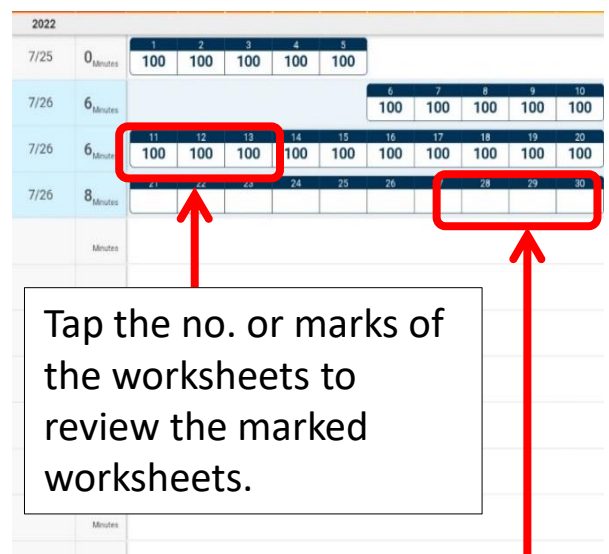 2022
7/25 0 Minutes 1 2 3 4 5
100 100 100 100 100
7/26 6 Minutes 6 7 8 9 10
100 100 100 100 100
7/26 6 Minutes 11 12 13 14 15 16 17 18 19 20
100 100 100 100 100 100 100 100 100 100
7/26 8 Minutes 21 22 23 24 25 26 28 29 30
Minutes
Tap the no. or marks of
the worksheets to
review the marked
worksheets.
Minutes